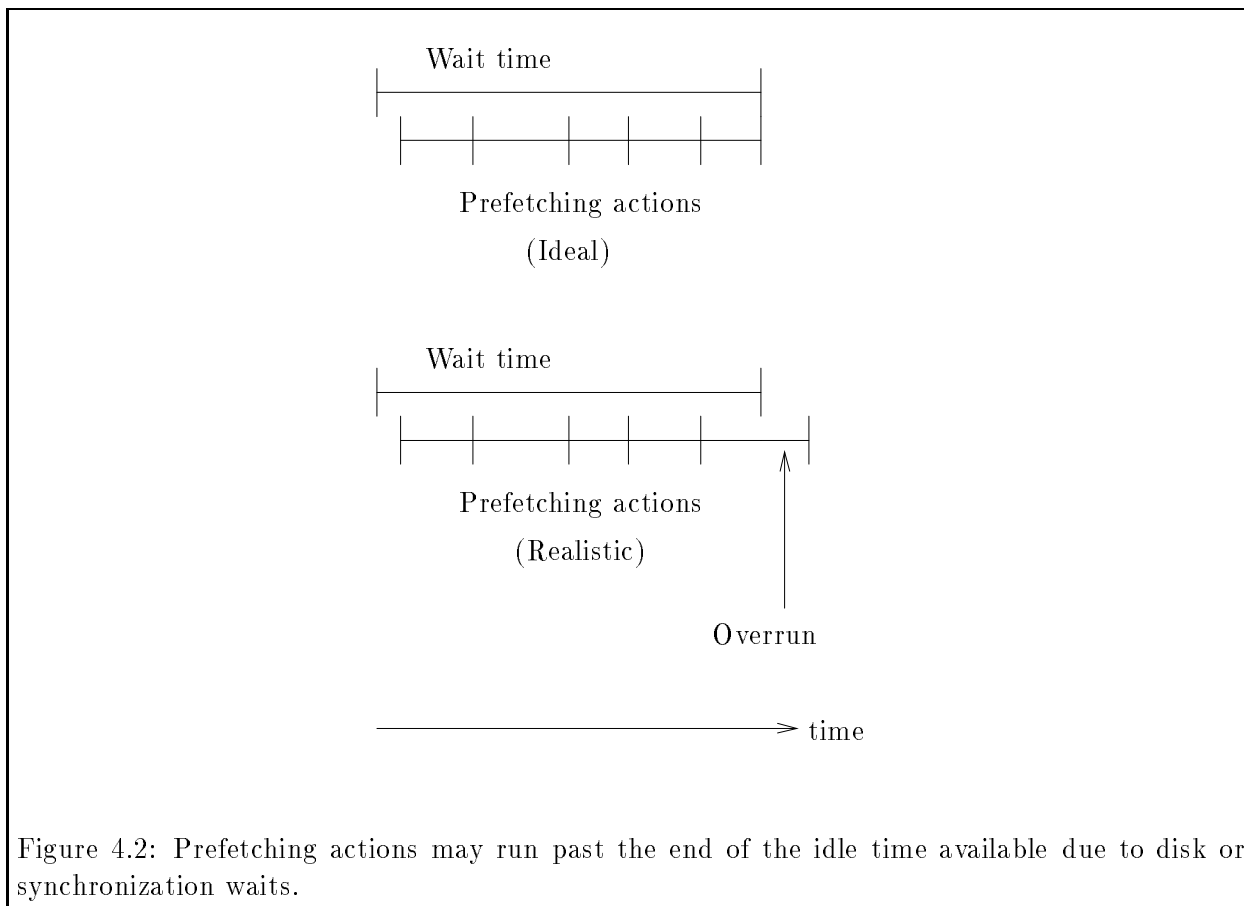 Wait time
Prefetching actions
(Ideal)
Wait time
Prefetching actions
(Realistic)
Overrun
time
Figure 4.2: Prefetching actions may run past the end of the idle time available due to disk or
synchronization waits.